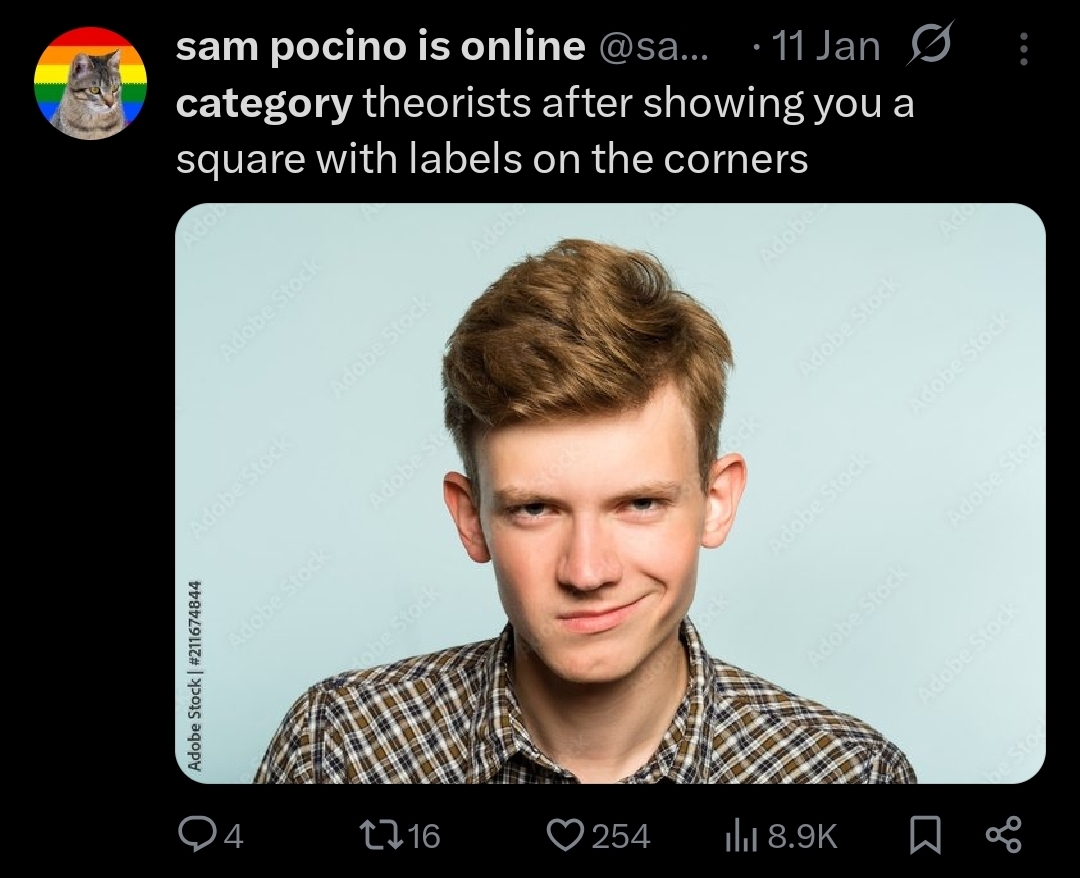 sam pocino is online @sa... · 11 Jan
category theorists after showing you a
square with labels on the corners
Adobe Stock
Adobe Stock | #211674844
4 16 254 8.9K